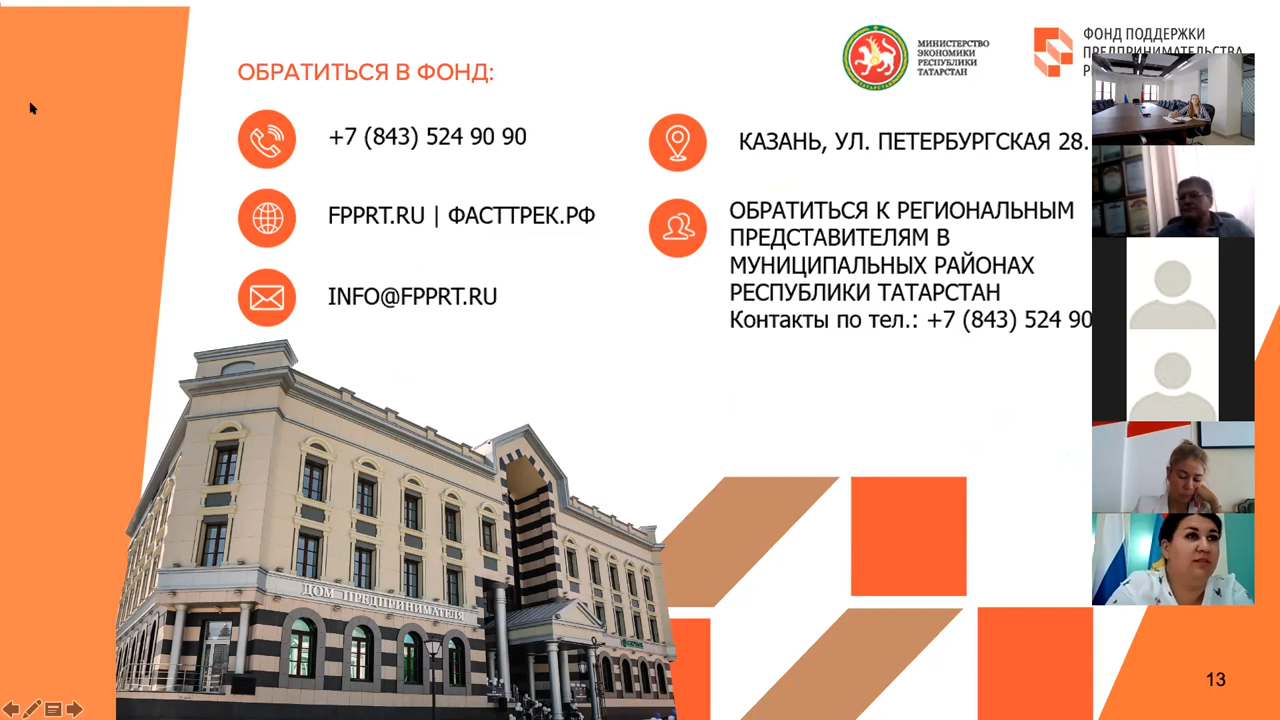 МИНИСТЕРСТВО
ЭКОНОМИКИ
РЕСПУБЛИКИ
ТАТАРСТАН
ТАТАРСТАН
ФОНД ПОДДЕРЖКИ
ПРЕДПРИНИМАТЕЛЬСТВА
ОБРАТИТЬСЯ В ФОНД:
+7 (843) 524 90 90
КАЗАНЬ, УЛ. ПЕТЕРБУРГСКАЯ 28.
FPPRT.RU | ФАСТТРЕК.РФ
INFO@FPPRT.RU
ОБРАТИТЬСЯ К РЕГИОНАЛЬНЫМ
ПРЕДСТАВИТЕЛЯМ В
МУНИЦИПАЛЬНЫХ РАЙОНАХ
РЕСПУБЛИКИ ТАТАРСТАН
Контакты по тел.: +7 (843) 524 90
ДОМ ПРЕДПРИНИМАТЕЛЯ
13